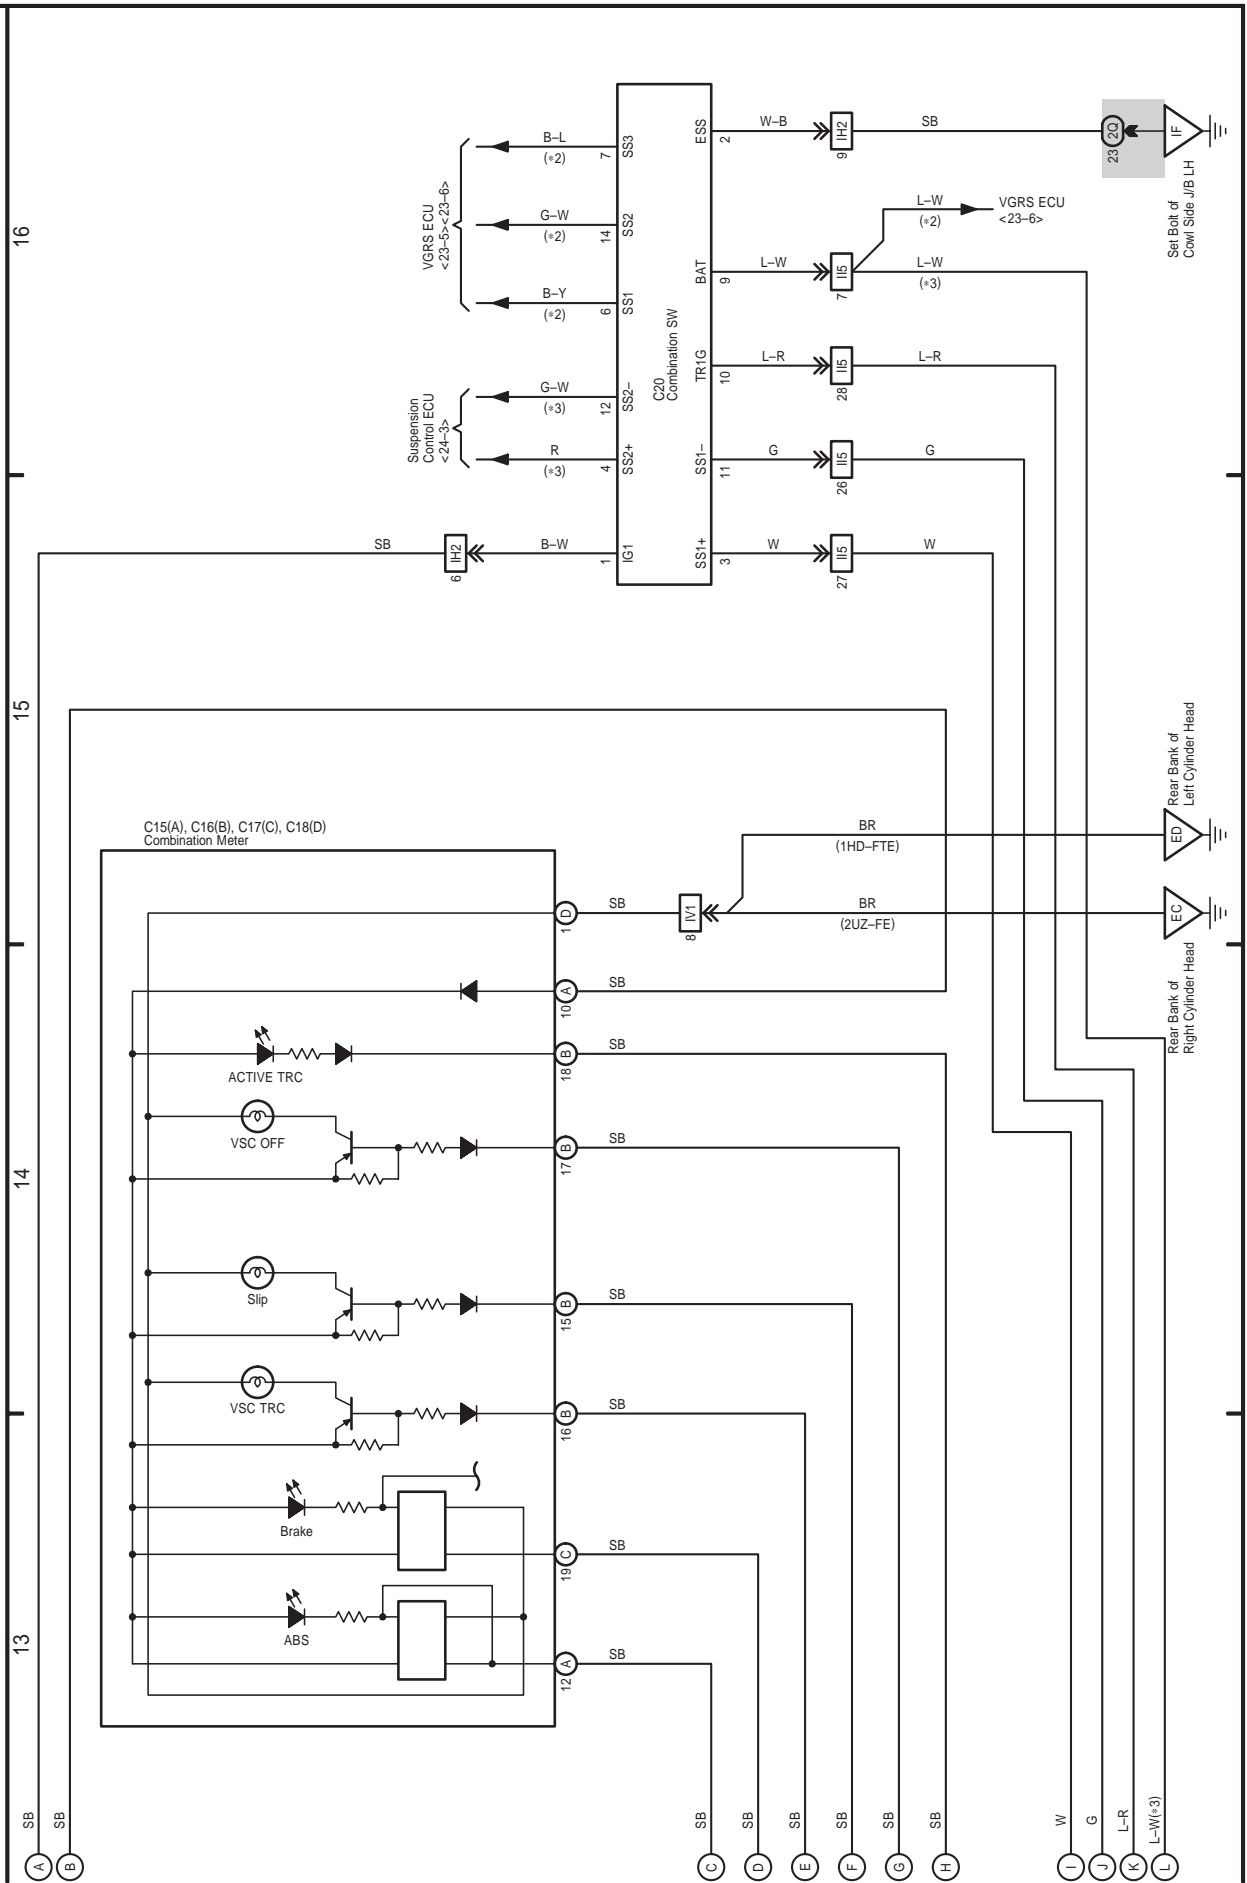 16
15
14
13
VGRS ECU
<23–5><23–6>
B–L
(*2)
7
SS3
G–W
(*2)
14
SS2
B–Y
(*2)
6
SS1
Suspension
Control ECU
<24–3>
G–W
(*3)
12
SS2–
R
(*3)
4
SS2+
SB
IH2
6
B–W
1
IG1
C20
Combination SW
ESS
2
W–B
IH2
9
SB
23
2Q
IF
Set Bolt of
Cowl Side J/B LH
BAT
9
L–W
II5
7
L–W
(*2)
VGRS ECU
<23–6>
L–W
(*3)
TR1G
10
L–R
II5
28
L–R
SS1–
11
G
II5
26
G
SS1+
3
W
II5
27
W
C15(A), C16(B), C17(C), C18(D)
Combination Meter
D
1
SB
IV1
8
BR
(1HD–FTE)
ED
Rear Bank of
Left Cylinder Head
BR
(2UZ–FE)
EC
Rear Bank of
Right Cylinder Head
A
10
SB
ACTIVE TRC
B
18
SB
VSC OFF
B
17
SB
Slip
B
15
SB
VSC TRC
B
16
SB
Brake
C
19
SB
ABS
A
12
SB
SB
A
SB
B
SB
C
SB
D
SB
E
SB
F
SB
G
SB
H
W
I
G
J
L–R
K
L–W(*3)
L